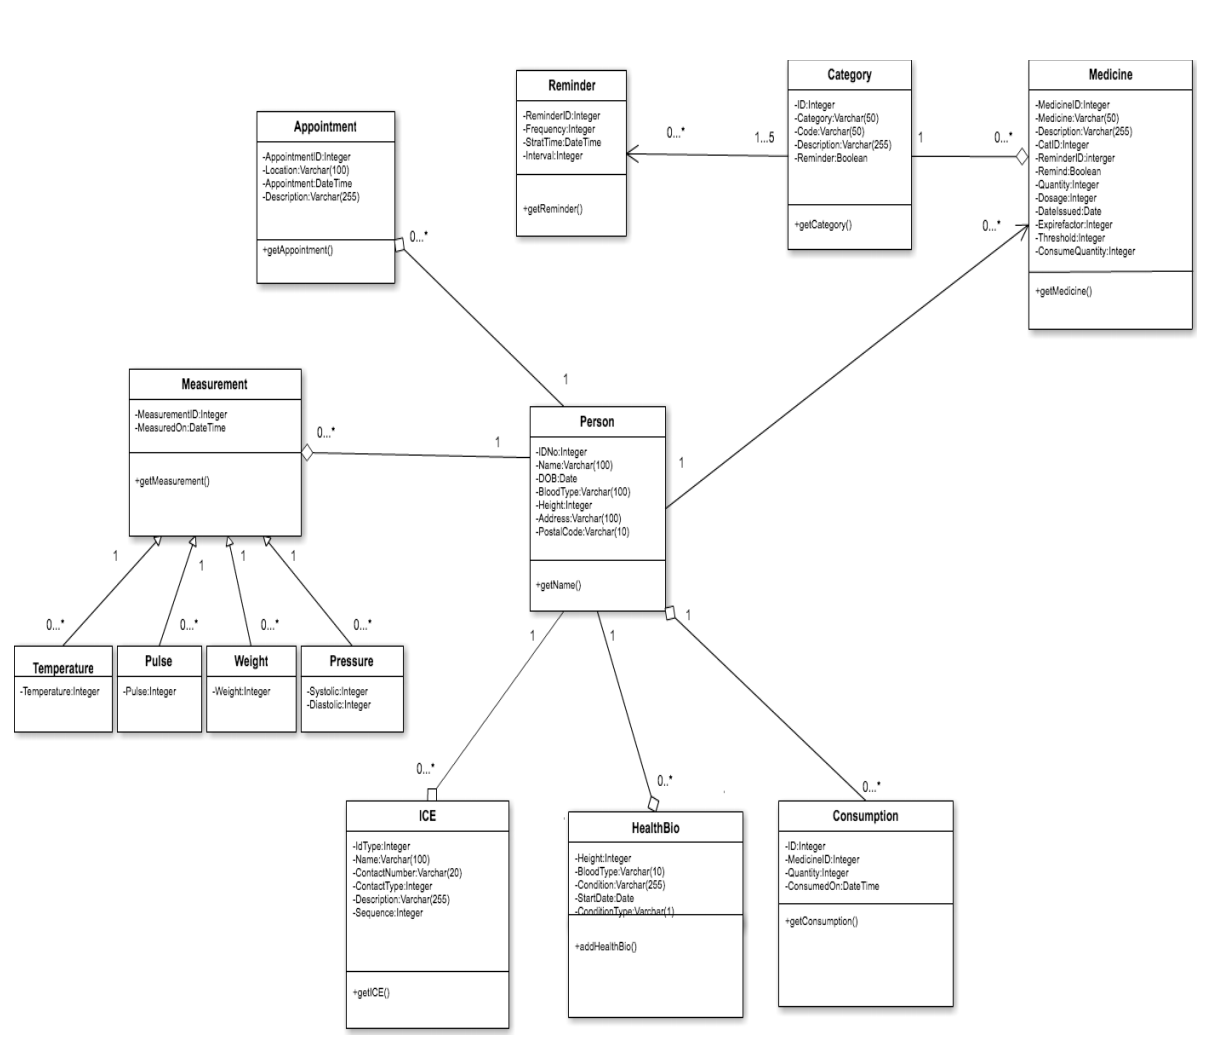 Reminder
-ReminderID:Integer
-Frequency:Integer
-StratTime:DateTime
-Interval:Integer
+getReminder()
0...*
1...5
Category
-ID:Integer
-Category:Varchar(50)
-Code:Varchar(50)
-Description:Varchar(255)
-Reminder:Boolean
+getCategory()
1
0...*
Medicine
-MedicineID:Integer
-Medicine:Varchar(50)
-Description:Varchar(255)
-CatID:Integer
-ReminderID:interger
-Remind:Boolean
-Quantity:Integer
-Dosage:Integer
-DateIssued:Date
-Expirefactor:Integer
-Threshold:Integer
-ConsumeQuantity:Integer
+getMedicine()
0...*
Appointment
-AppointmentID:Integer
-Location:Varchar(100)
-Appointment:DateTime
-Description:Varchar(255)
+getAppointment()
0...*
1
Measurement
-MeasurementID:Integer
-MeasuredOn:DateTime
+getMeasurement()
0...*
1
Person
-IDNo:Integer
-Name:Varchar(100)
-DOB:Date
-BloodType:Varchar(100)
-Height:Integer
-Address:Varchar(100)
-PostalCode:Varchar(10)
+getName()
1
1
1
1
1
0...*
0...*
0...*
0...*
Temperature
-Temperature:Integer
Pulse
-Pulse:Integer
Weight
-Weight:Integer
Pressure
-Systolic:Integer
-Diastolic:Integer
1
1
1
0...*
0..*
0...*
ICE
-IdType:Integer
-Name:Varchar(100)
-ContactNumber:Varchar(20)
-ContactType:Integer
-Description:Varchar(255)
-Sequence:Integer
+getICE()
HealthBio
-Height:Integer
-BloodType:Varchar(10)
-Condition:Varchar(255)
-StartDate:Date
-ConditionType:Varchar(1)
+addHealthBio()
Consumption
-ID:Integer
-MedicineID:Integer
-Quantity:Integer
-ConsumedOn:DateTime
+getConsumption()